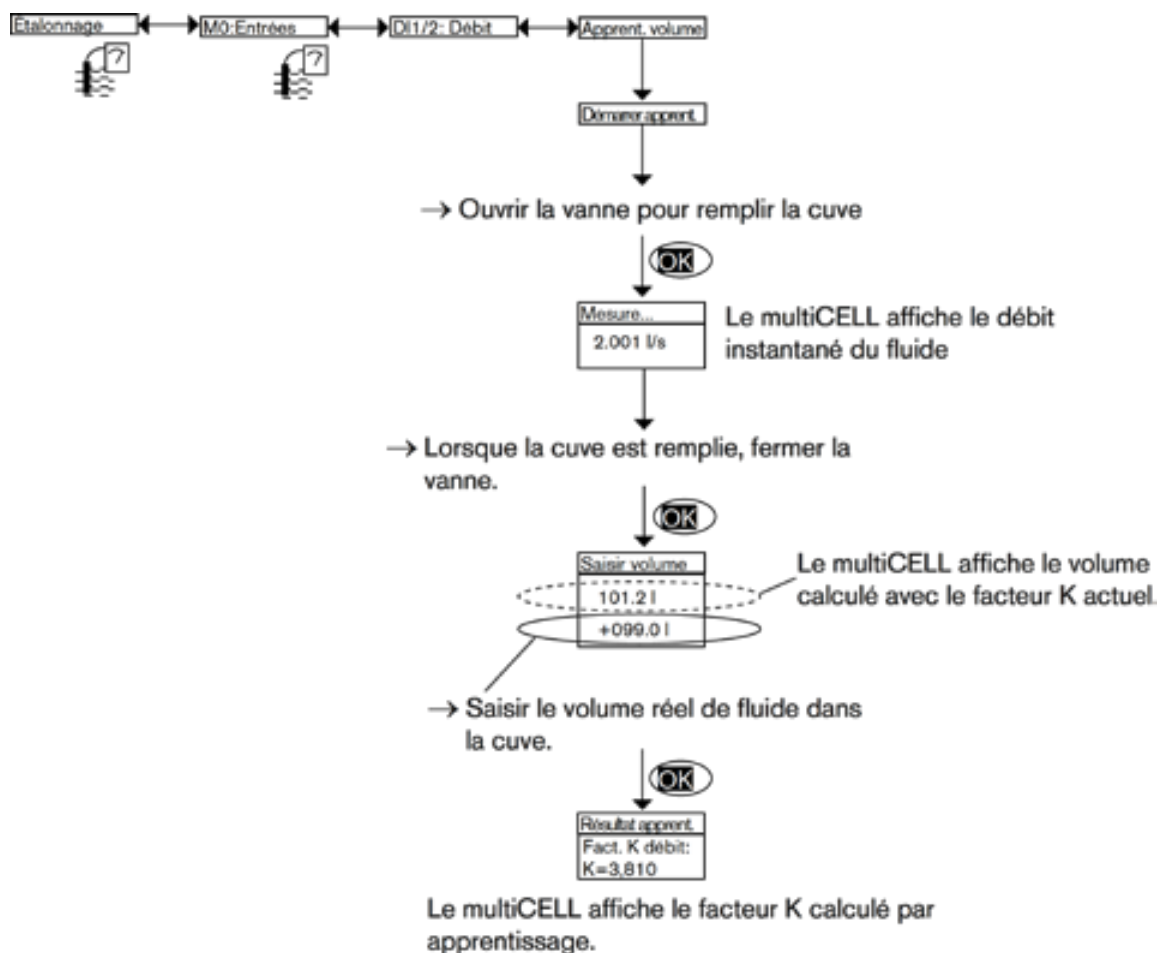 Étalonnage M0:Entrées DI1/2: Débit Apprent. volume
? ?
Démarrer apprent.
→ Ouvrir la vanne pour remplir la cuve
OK
Mesure...
2.001 l/s
Le multiCELL affiche le débit
instantané du fluide
→ Lorsque la cuve est remplie, fermer la
vanne.
OK
Saisir volume
101.2 l
+099.0 l
Le multiCELL affiche le volume
calculé avec le facteur K actuel.
→ Saisir le volume réel de fluide dans
la cuve.
OK
Résultat apprent.
Fact. K débit:
K=3,810
Le multiCELL affiche le facteur K calculé par
apprentissage.